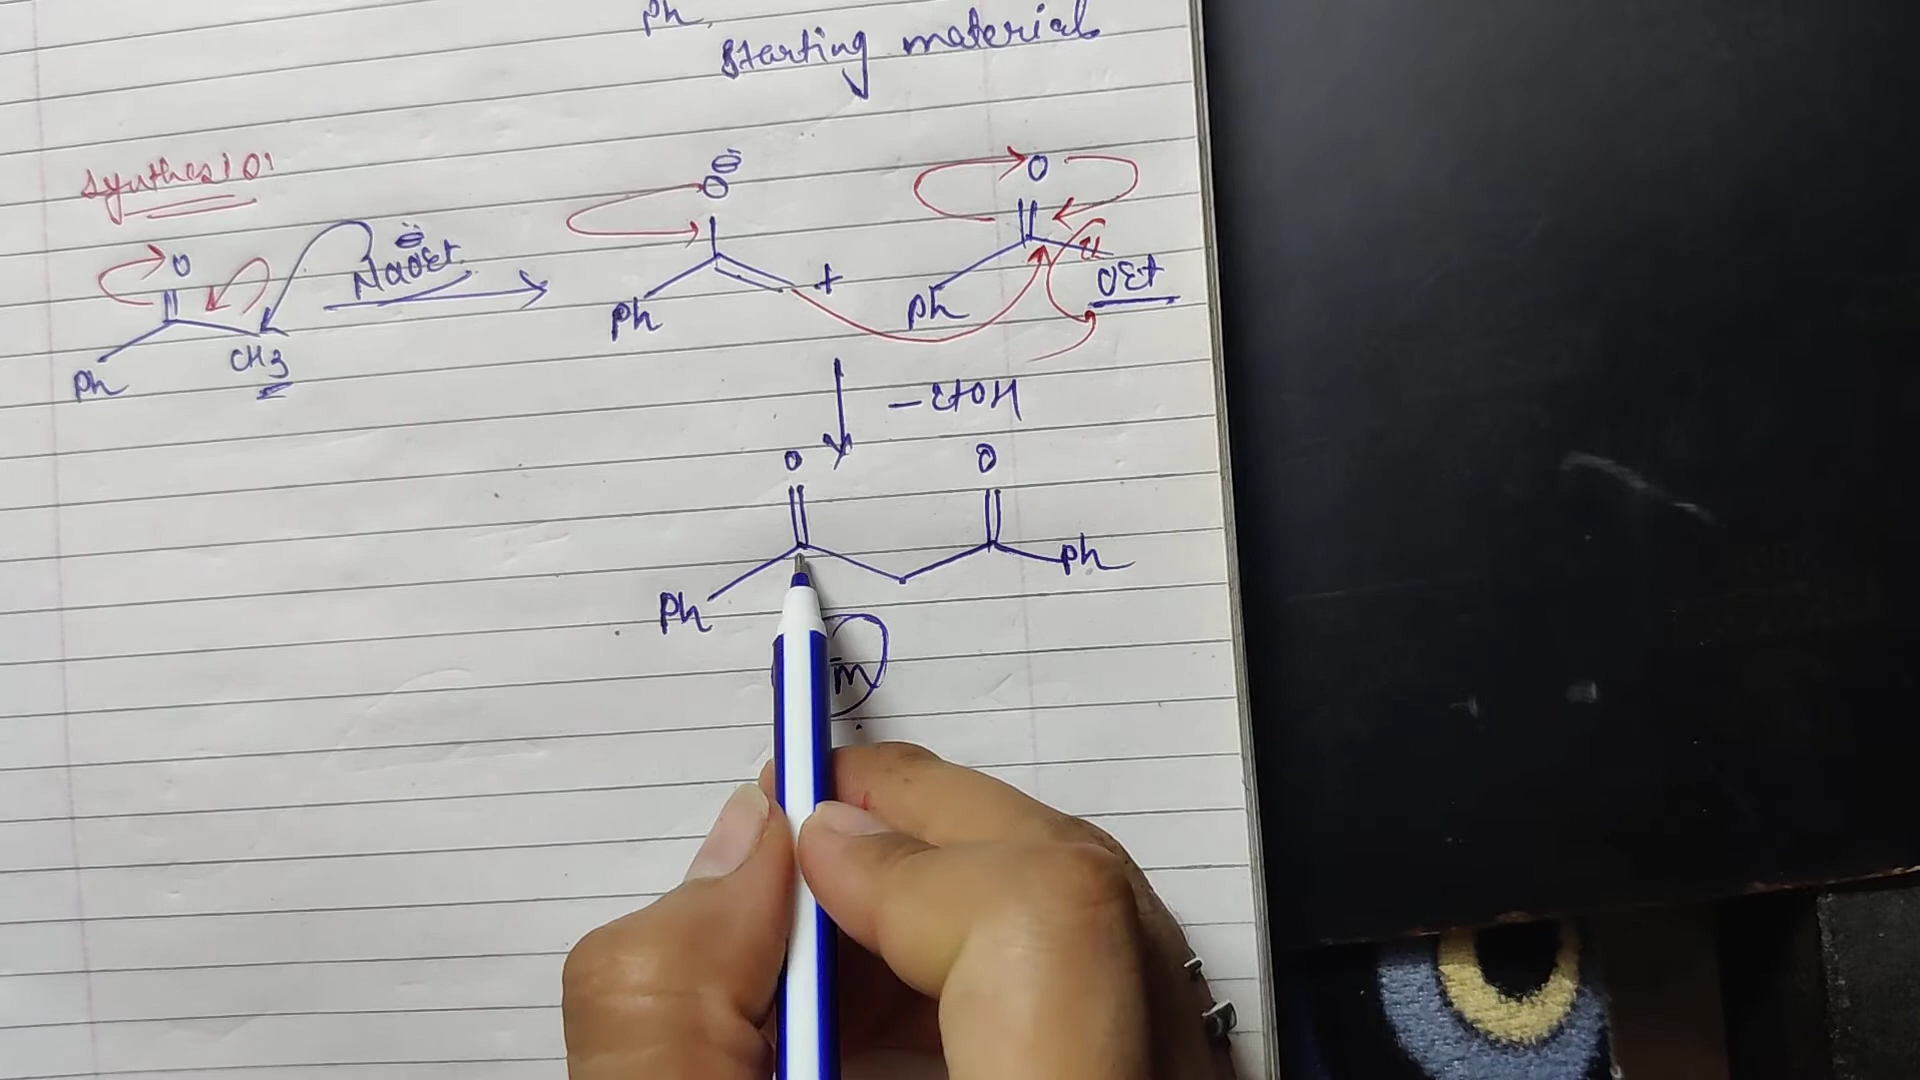 Ph
Starting material
Synthesis:
O
Ph
CH3
NaOEt
⊖
O
⊖
Ph
+
O
Ph
OEt
- EtOH
O
O
Ph
Ph